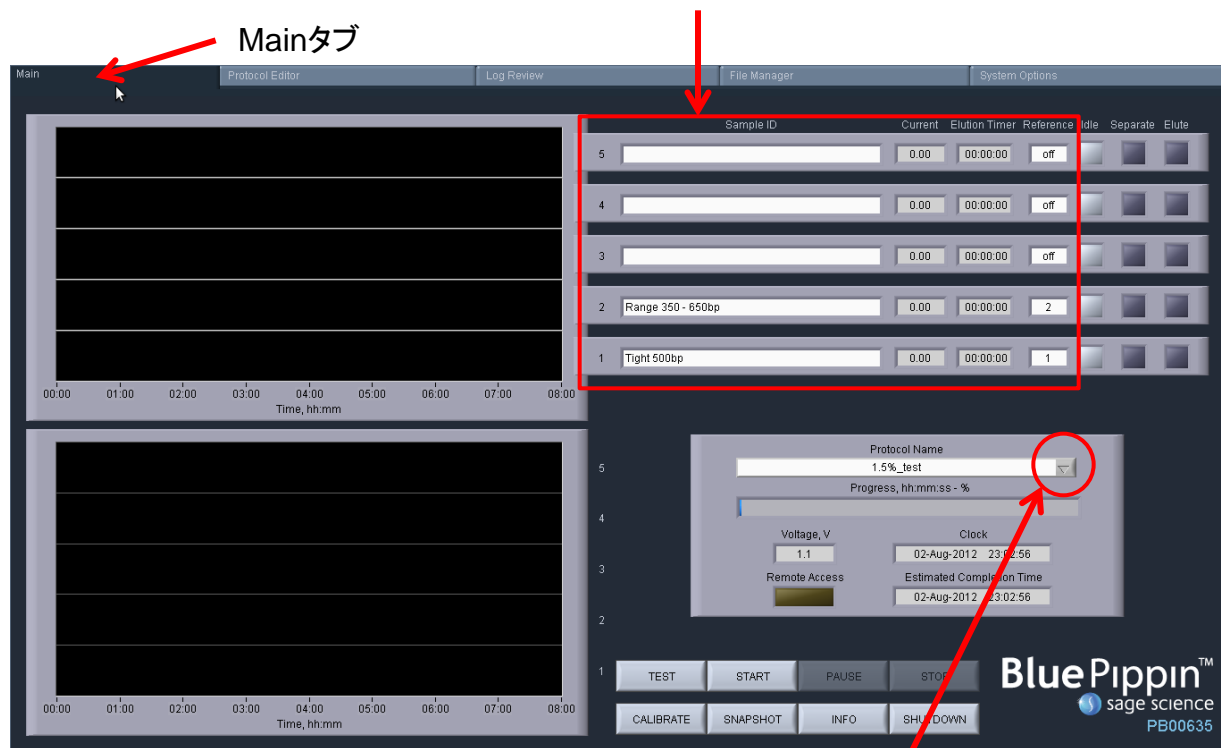 Mainタブ
Main Protocol Editor Log Review File Manager System Options
Sample ID Current Elution Timer Reference Idle Separate Elute
5 0.00 00:00:00 off
4 0.00 00:00:00 off
3 0.00 00:00:00 off
2 Range 350 - 650bp 0.00 00:00:00 2
1 Tight 500bp 0.00 00:00:00 1
00:00 01:00 02:00 03:00 04:00 05:00 06:00 07:00 08:00
Time, hh:mm
5
4
3
2
1
Protocol Name
1.5%_test
Progress, hh:mm:ss - %
Voltage, V Clock
1.1 02-Aug-2012 23:02:56
Remote Access Estimated Completion Time
02-Aug-2012 23:02:56
TEST START PAUSE STOP
CALIBRATE SNAPSHOT INFO SHUTDOWN
00:00 01:00 02:00 03:00 04:00 05:00 06:00 07:00 08:00
Time, hh:mm
BluePippin™
sage science
PB00635